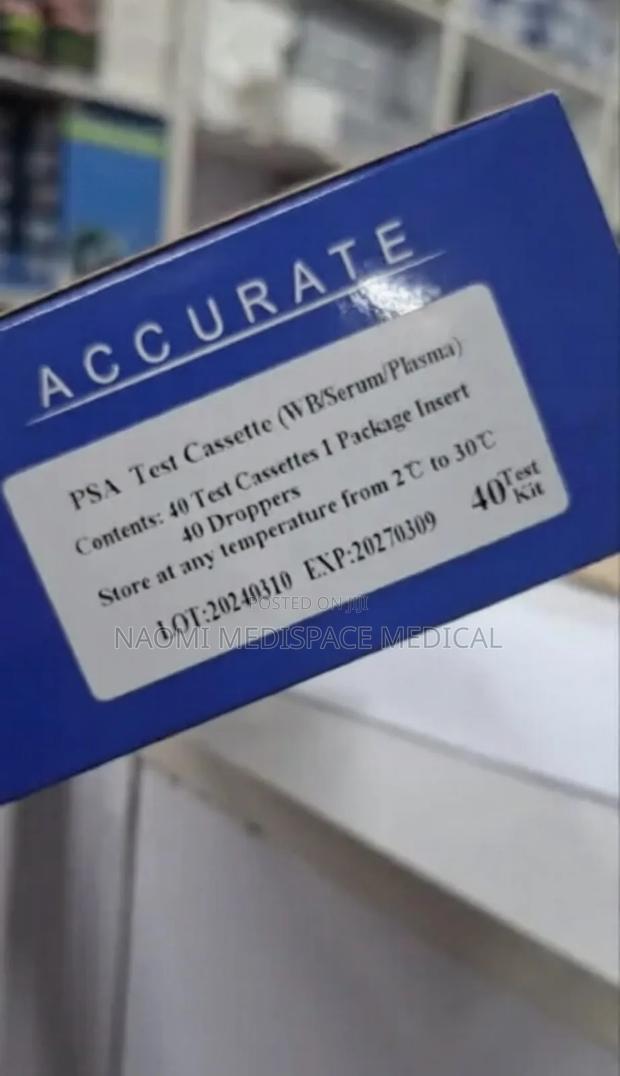 ACCURATE
PSA Test Cassette (WB/Serum/Plasma)
Contents: 40 Test Cassettes 1 Package Insert
40 Droppers
Store at any temperature from 2℃ to 30℃
40 Test Kit
LOT:20240310 EXP:20270309
POSTED ON JIJI
NAOMI MEDISPACE MEDICAL